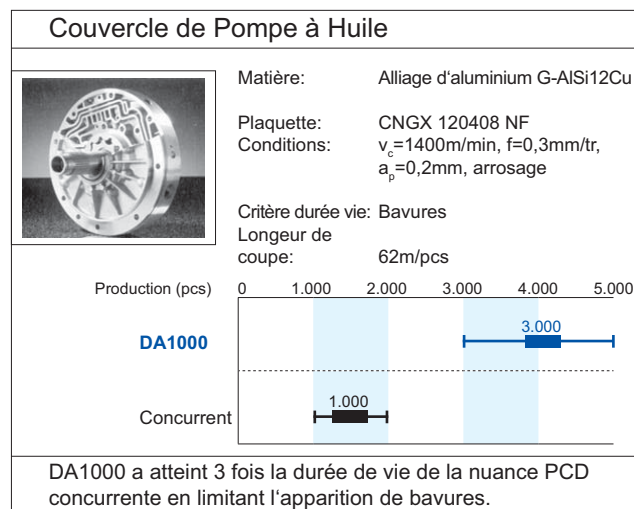 Couvercle de Pompe à Huile
Matière: Alliage d'aluminium G-AlSi12Cu
Plaquette: CNGX 120408 NF
Conditions: vc=1400m/min, f=0,3mm/tr,
ap=0,2mm, arrosage
Critère durée vie: Bavures
Longeur de
coupe: 62m/pcs
Production (pcs) 0 1.000 2.000 3.000 4.000 5.000
DA1000 3.000
Concurrent 1.000
DA1000 a atteint 3 fois la durée de vie de la nuance PCD
concurrente en limitant l'apparition de bavures.